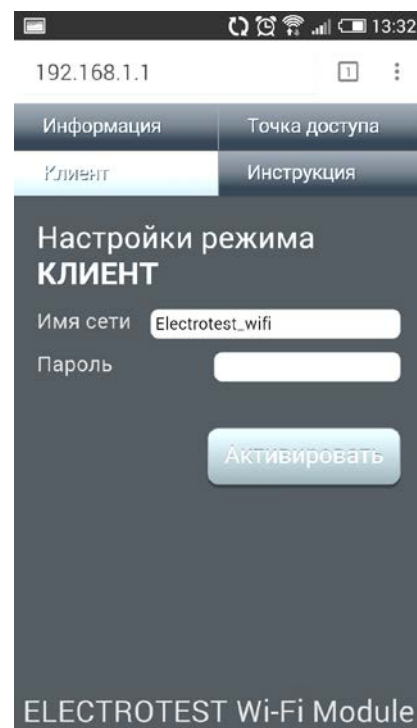 13:32
192.168.1.1 1
Информация Точка доступа
Клиент Инструкция
Настройки режима
КЛИЕНТ
Имя сети Electrotest_wifi
Пароль
Активировать
ELECTROTEST Wi-Fi Module